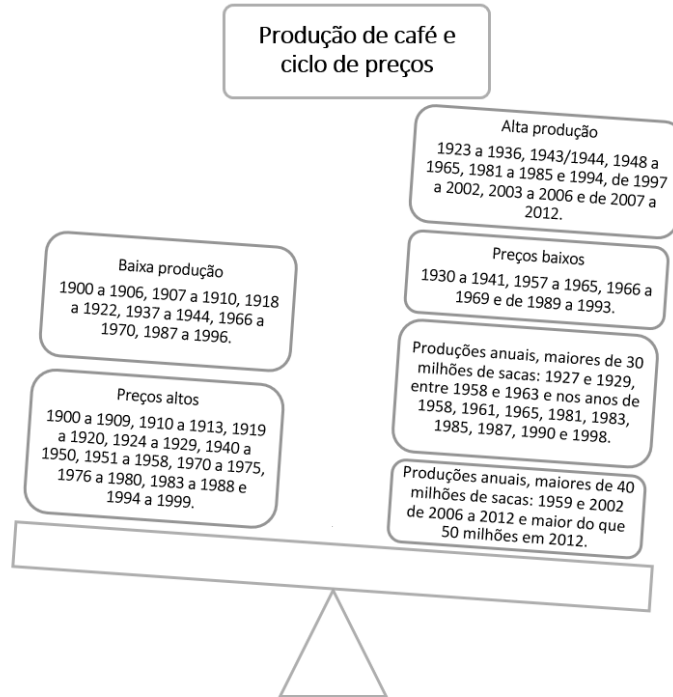 Produção de café e
ciclo de preços
Alta produção
1923 a 1936, 1943/1944, 1948 a
1965, 1981 a 1985 e 1994, de 1997
a 2002, 2003 a 2006 e de 2007 a
2012.
Baixa produção
1900 a 1906, 1907 a 1910, 1918
a 1922, 1937 a 1944, 1966 a
1970, 1987 a 1996.
Preços baixos
1930 a 1941, 1957 a 1965, 1966 a
1969 e de 1989 a 1993.
Preços altos
1900 a 1909, 1910 a 1913, 1919
a 1920, 1924 a 1929, 1940 a
1950, 1951 a 1958, 1970 a 1975,
1976 a 1980, 1983 a 1988 e
1994 a 1999.
Produções anuais, maiores de 30
milhões de sacas: 1927 e 1929,
entre 1958 e 1963 e nos anos de
1958, 1961, 1965, 1981, 1983,
1985, 1987, 1990 e 1998.
Produções anuais, maiores de 40
milhões de sacas: 1959 e 2002
de 2006 a 2012 e maior do que
50 milhões em 2012.